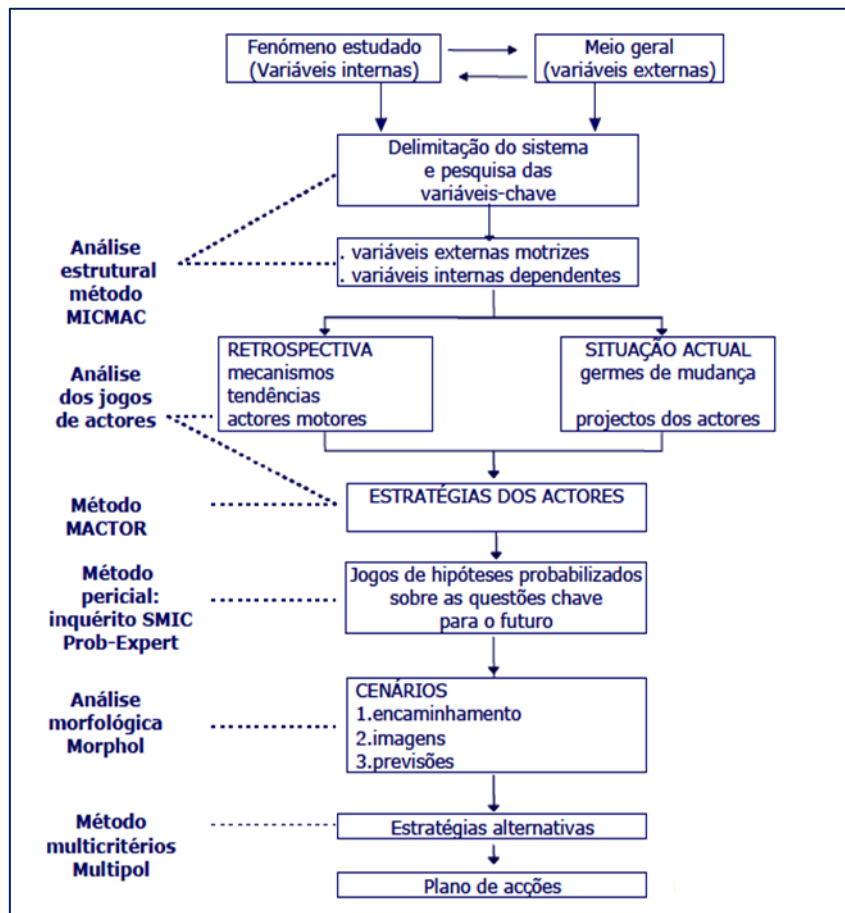 Fenómeno estudado
(Variáveis internas)
Meio geral
(variáveis externas)
Delimitação do sistema
e pesquisa das
variáveis-chave
Análise
estrutural
método
MICMAC
. variáveis externas motrizes
. variáveis internas dependentes
RETROSPECTIVA
mecanismos
tendências
actores motores
SITUAÇÃO ACTUAL
germes de mudança
projectos dos actores
Análise
dos jogos
de actores
ESTRATÉGIAS DOS ACTORES
Método
MACTOR
Jogos de hipóteses probabilizados
sobre as questões chave
para o futuro
Método
pericial:
inquérito SMIC
Prob-Expert
CENÁRIOS
1.encaminhamento
2.imagens
3.previsões
Análise
morfológica
Morphol
Estratégias alternativas
Método
multicritérios
Multipol
Plano de acções